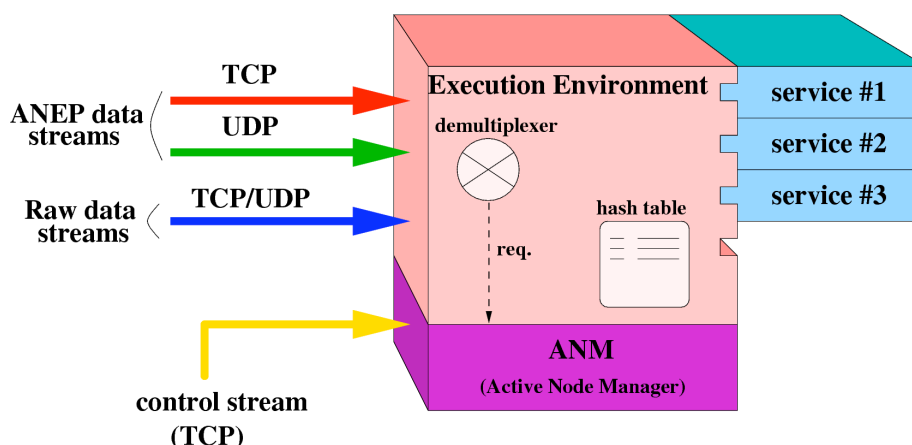 TCP
ANEP data
streams
UDP
Raw data
streams
TCP/UDP
control stream
(TCP)
Execution Environment
demultiplexer
req.
hash table
service #1
service #2
service #3
ANM
(Active Node Manager)